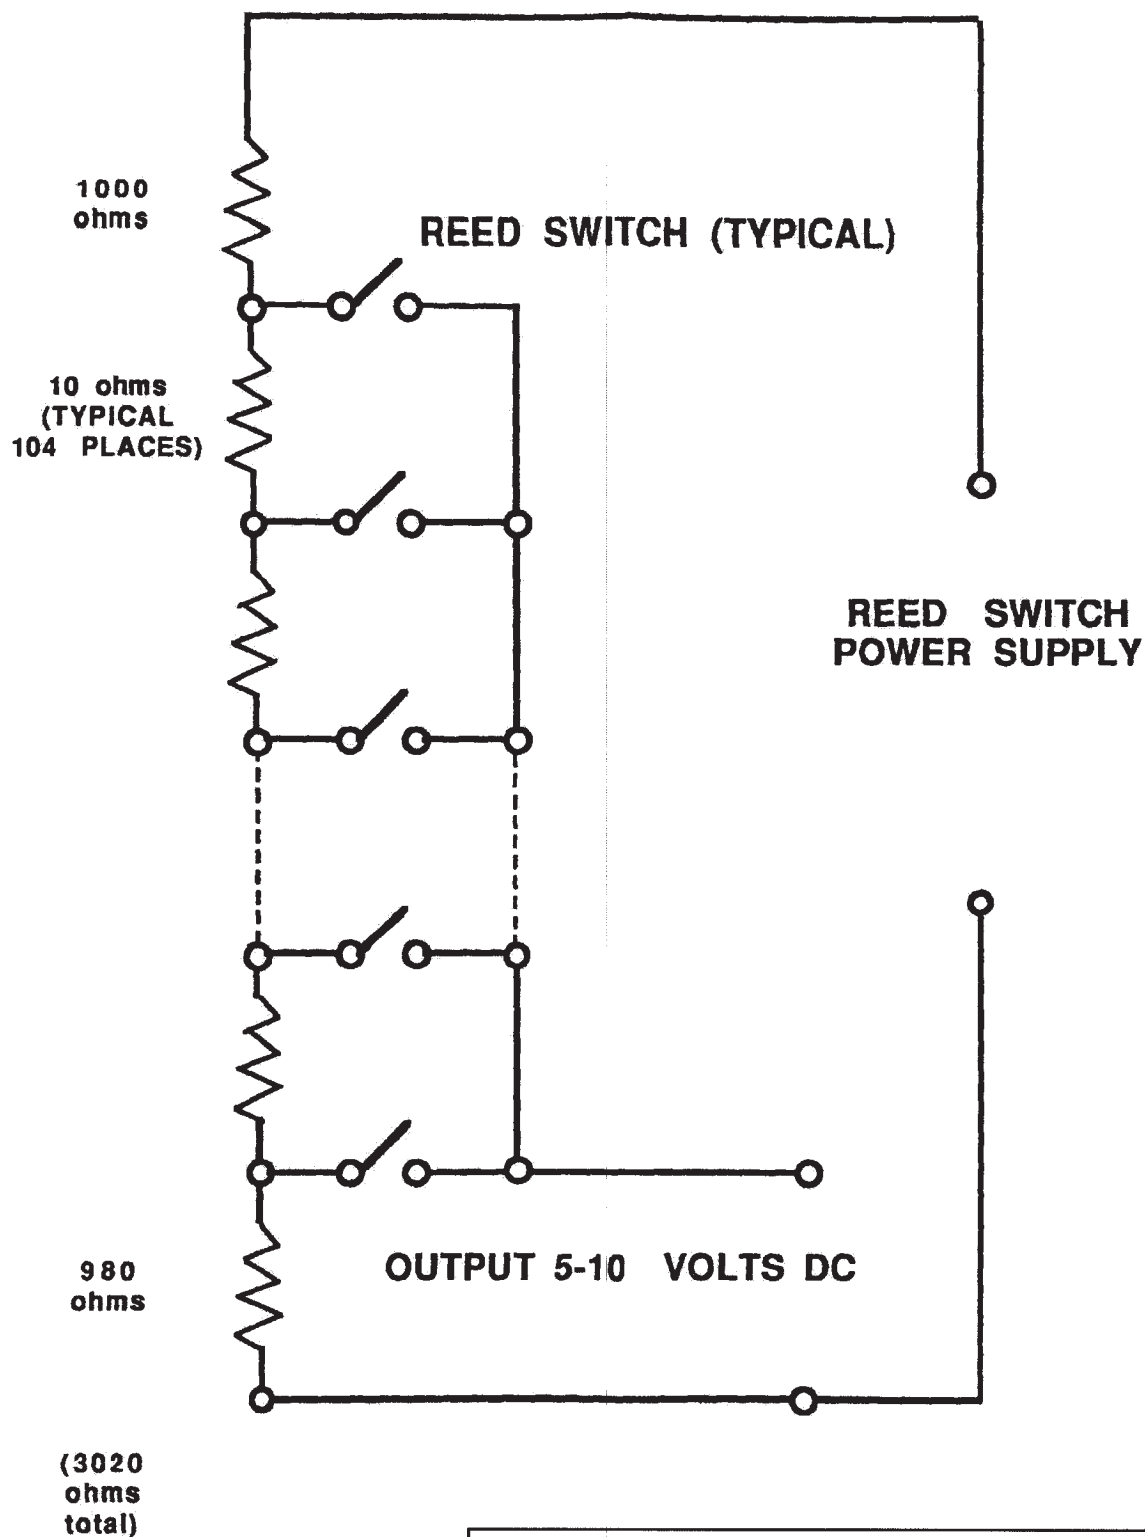 1000
ohms
REED SWITCH (TYPICAL)
10 ohms
(TYPICAL
104 PLACES)
REED SWITCH
POWER SUPPLY
980
ohms
OUTPUT 5-10 VOLTS DC
(3020
ohms
total)